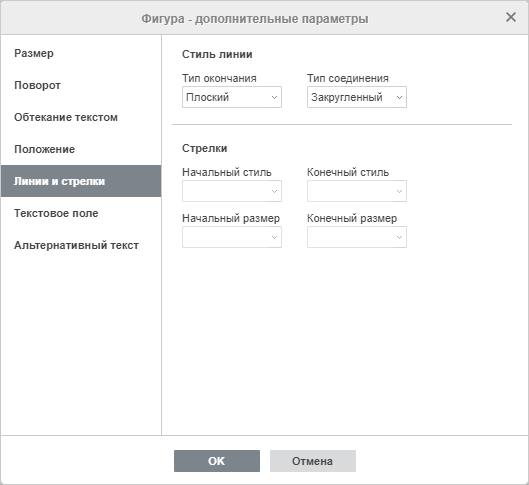 Фигура - дополнительные параметры
Размер
Поворот
Обтекание текстом
Положение
Линии и стрелки
Текстовое поле
Альтернативный текст
Стиль линии
Тип окончания Тип соединения
Плоский Закругленный
Стрелки
Начальный стиль Конечный стиль
Начальный размер Конечный размер
OK Отмена